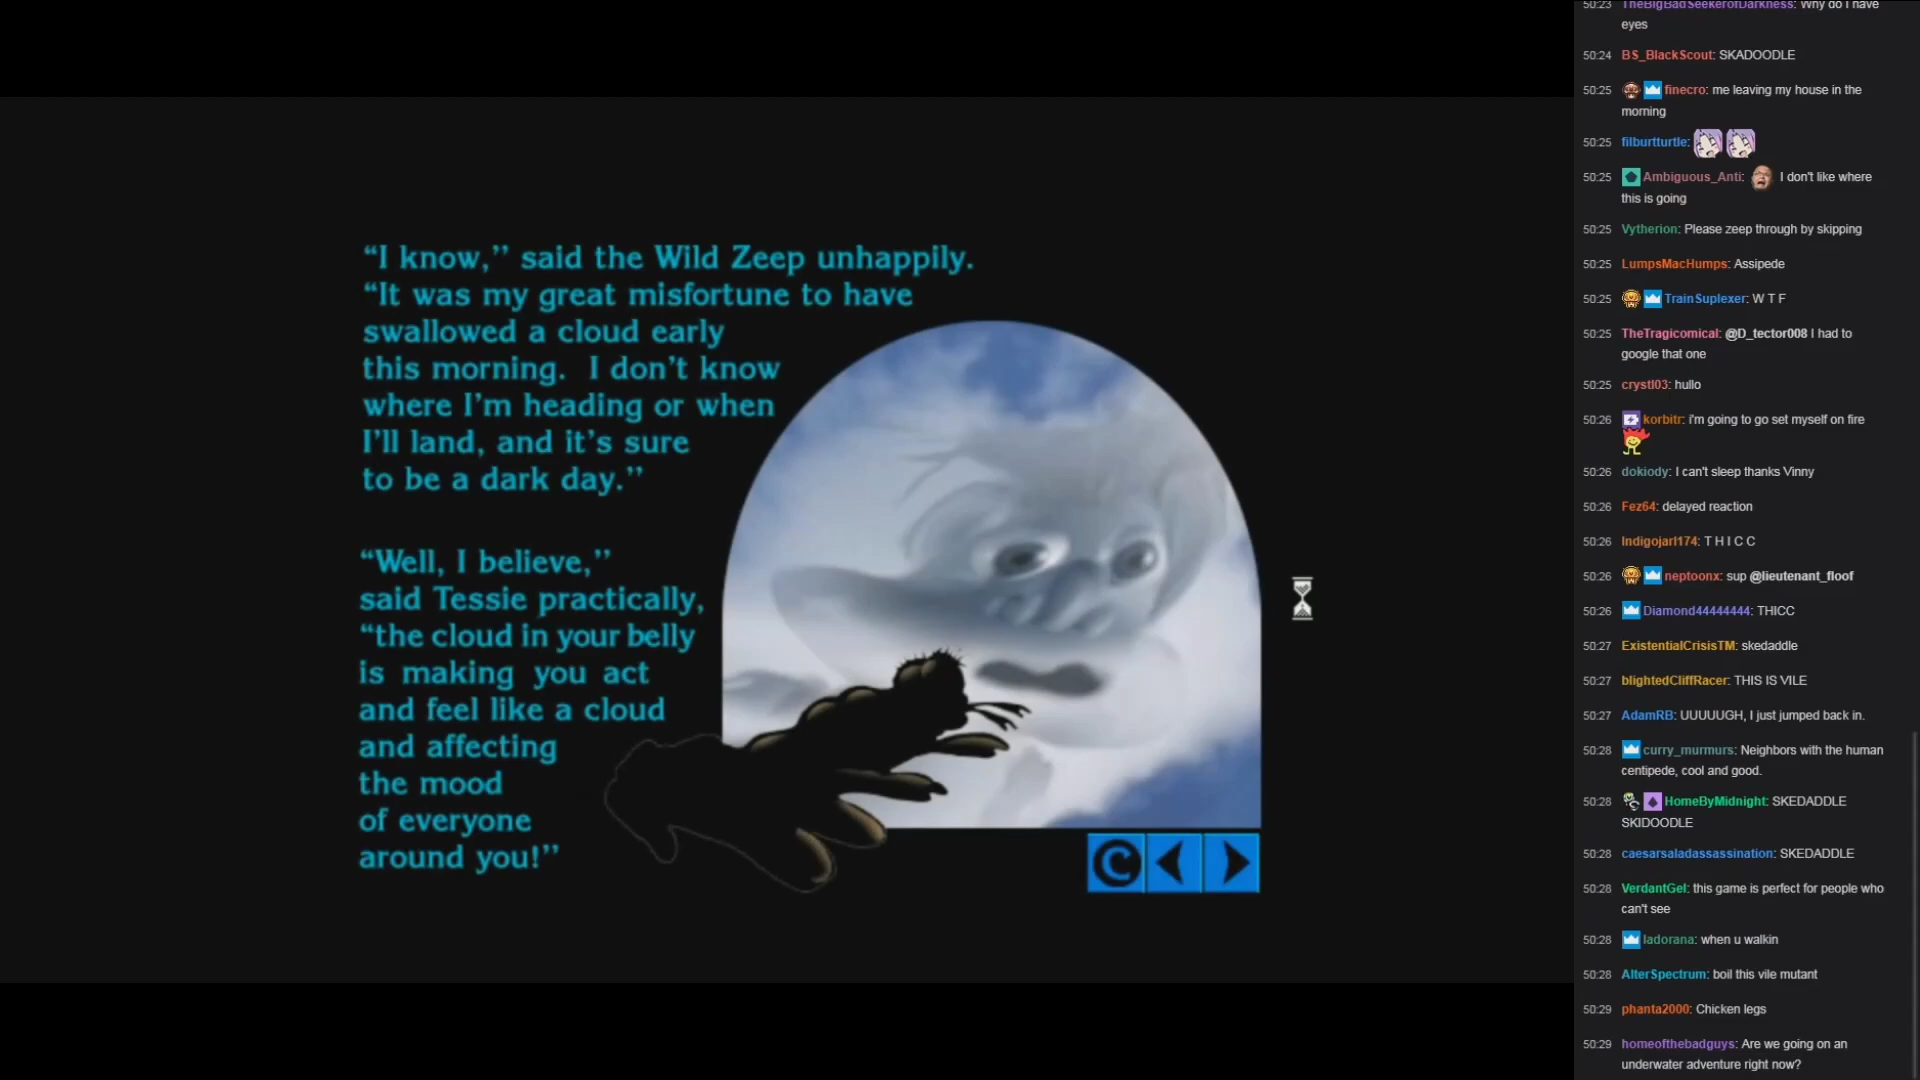 “I know,’’ said the Wild Zeep unhappily.
“It was my great misfortune to have
swallowed a cloud early
this morning. I don’t know
where I’m heading or when
I’ll land, and it’s sure
to be a dark day.’’
“Well, I believe,’’
said Tessie practically,
“the cloud in your belly
is making you act
and feel like a cloud
and affecting
the mood
of everyone
around you!’’
©
50:23 TheBigBadSeekerofDarkness: Why do I have
eyes
50:24 BS_BlackScout: SKADOODLE
50:25 finecro: me leaving my house in the
morning
50:25 filburtturtle:
50:25 Ambiguous_Anti: I don't like where
this is going
50:25 Vytherion: Please zeep through by skipping
50:25 LumpsMacHumps: Assipede
50:25 TrainSuplexer: W T F
50:25 TheTragicomical: @D_tector008 I had to
google that one
50:25 crystl03: hullo
50:26 korbitr: i'm going to go set myself on fire
50:26 dokiody: I can't sleep thanks Vinny
50:26 Fez64: delayed reaction
50:26 Indigojarl174: T H I C C
50:26 neptoonx: sup @lieutenant_floof
50:26 Diamond44444444: THICC
50:27 ExistentialCrisisTM: skedaddle
50:27 blightedCliffRacer: THIS IS VILE
50:27 AdamRB: UUUUUGH, I just jumped back in.
50:28 curry_murmurs: Neighbors with the human
centipede, cool and good.
50:28 HomeByMidnight: SKEDADDLE
SKIDOODLE
50:28 caesarsaladassassination: SKEDADDLE
50:28 VerdantGel: this game is perfect for people who
can't see
50:28 ladorana: when u walkin
50:28 AlterSpectrum: boil this vile mutant
50:29 phanta2000: Chicken legs
50:29 homeofthebadguys: Are we going on an
underwater adventure right now?